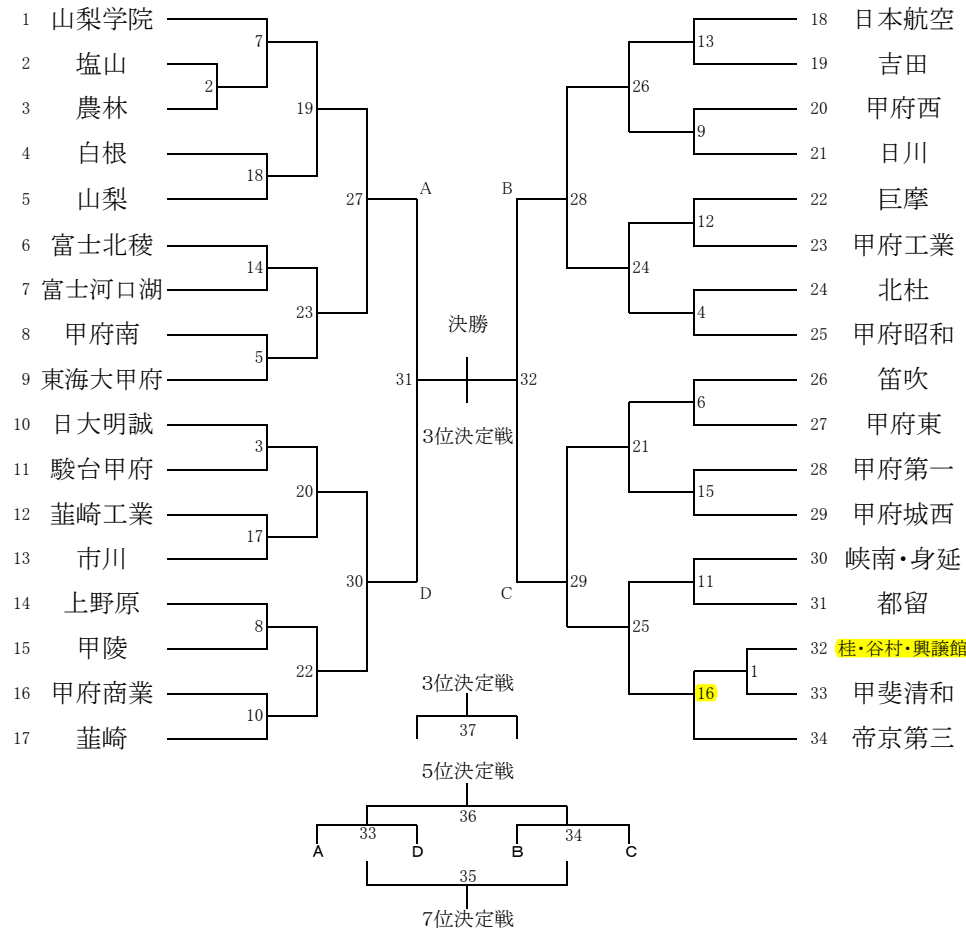 1 山梨学院
2 塩山
3 農林
4 白根
5 山梨
6 富士北稜
7 富士河口湖
8 甲府南
9 東海大甲府
10 日大明誠
11 駿台甲府
12 韮崎工業
13 市川
14 上野原
15 甲陵
16 甲府商業
17 韮崎
7
2
19
18
27
14
23
5
3
20
17
30
8
22
10
A
31
D
決勝
3位決定戦
B
32
C
28
26
13
9
24
12
4
29
21
6
15
25
11
1
16
18 日本航空
19 吉田
20 甲府西
21 日川
22 巨摩
23 甲府工業
24 北杜
25 甲府昭和
26 笛吹
27 甲府東
28 甲府第一
29 甲府城西
30 峡南・身延
31 都留
32 桂・谷村・興譲館
33 甲斐清和
34 帝京第三
3位決定戦
37
5位決定戦
36
33 34
A D B C
35
7位決定戦